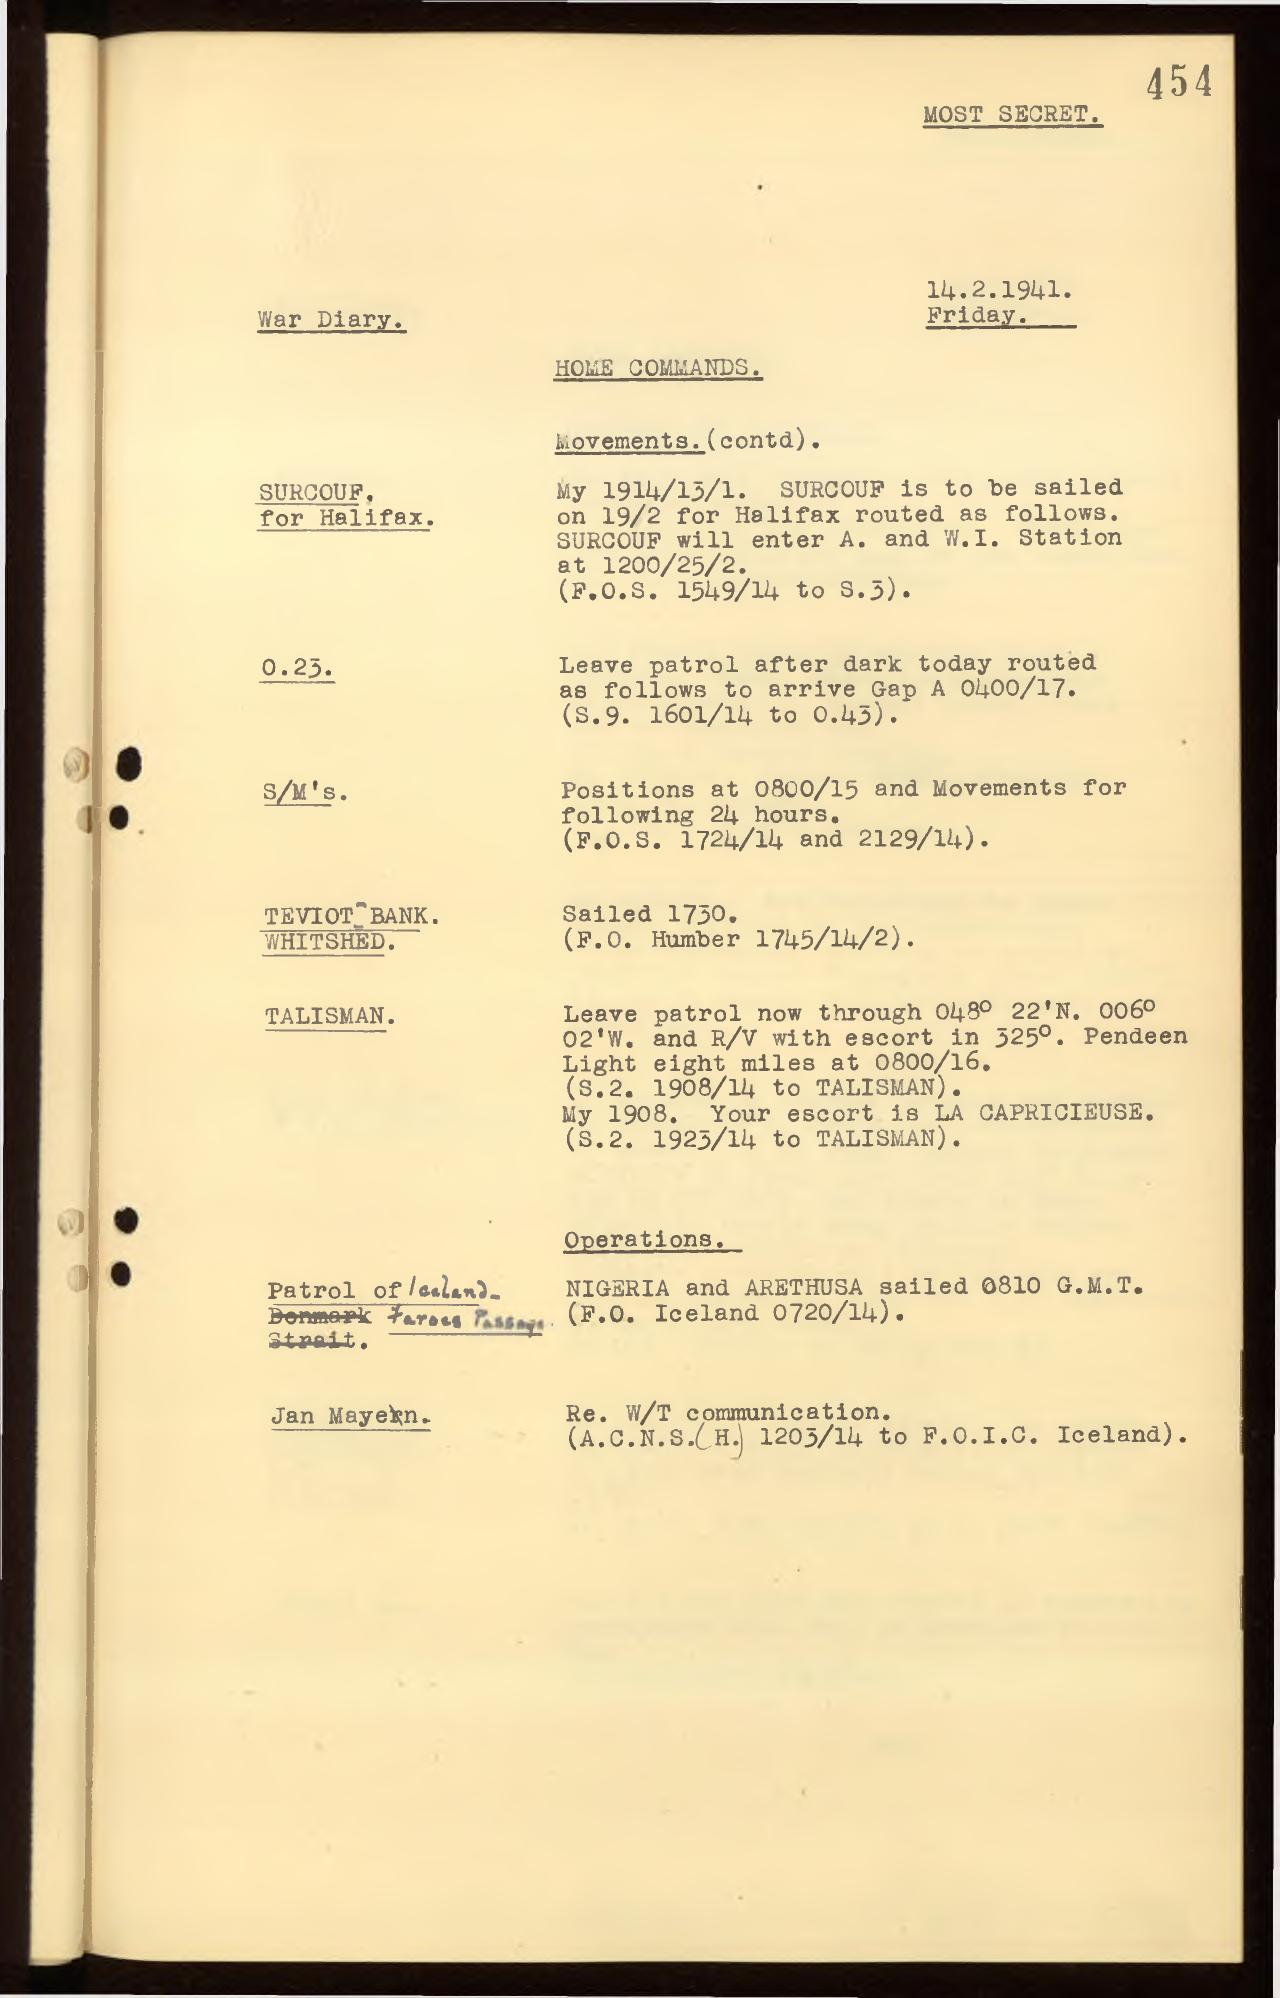 454
MOST SECRET.
14.2.1941.
Friday.
War Diary.
HOME COMMANDS.
Movements.(contd).
SURCOUF.
for Halifax.
My 1914/13/1. SURCOUF is to be sailed
on 19/2 for Halifax routed as follows.
SURCOUF will enter A. and W.I. Station
at 1200/25/2.
(F.O.S. 1549/14 to S.3).
O.23.
Leave patrol after dark today routed
as follows to arrive Gap A 0400/17.
(S.9. 1601/14 to O.43).
S/M's.
Positions at 0800/15 and Movements for
following 24 hours.
(F.O.S. 1724/14 and 2129/14).
TEVIOT-BANK.
WHITSHED.
Sailed 1730.
(F.O. Humber 1745/14/2).
TALISMAN.
Leave patrol now through 048° 22'N. 006°
02'W. and R/V with escort in 325°. Pendeen
Light eight miles at 0800/16.
(S.2. 1908/14 to TALISMAN).
My 1908. Your escort is LA CAPRICIEUSE.
(S.2. 1923/14 to TALISMAN).
Operations.
Patrol of Iceland-
Denmark Faroes Passage.
Strait.
NIGERIA and ARETHUSA sailed 0810 G.M.T.
(F.O. Iceland 0720/14).
Jan Mayen.
Re. W/T communication.
(A.C.N.S.(H.) 1203/14 to F.O.I.C. Iceland).